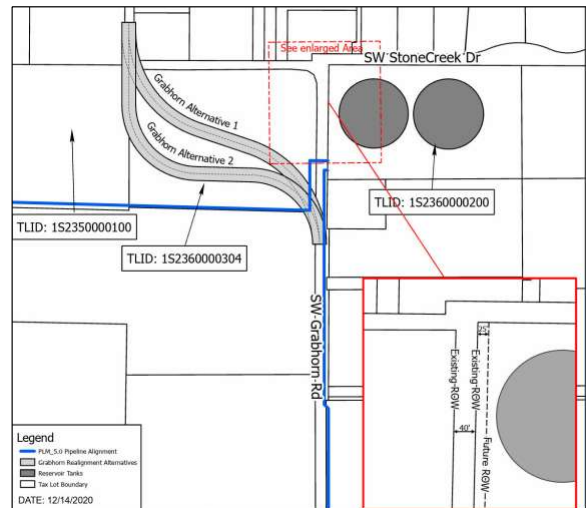 See enlarged Area
SW StoneCreek Dr
Grabhorn Alternative 1
Grabhorn Alternative 2
TLID: 1S2360000200
TLID: 1S2350000100
TLID: 1S2360000304
SW Grabhorn Rd
25'
Existing ROW
Existing ROW
40'
Future ROW
Legend
PLM_5.0 Pipeline Alignment
Grabhorn Realignment Alternatives
Reservoir Tanks
Tax Lot Boundary
DATE: 12/14/2020